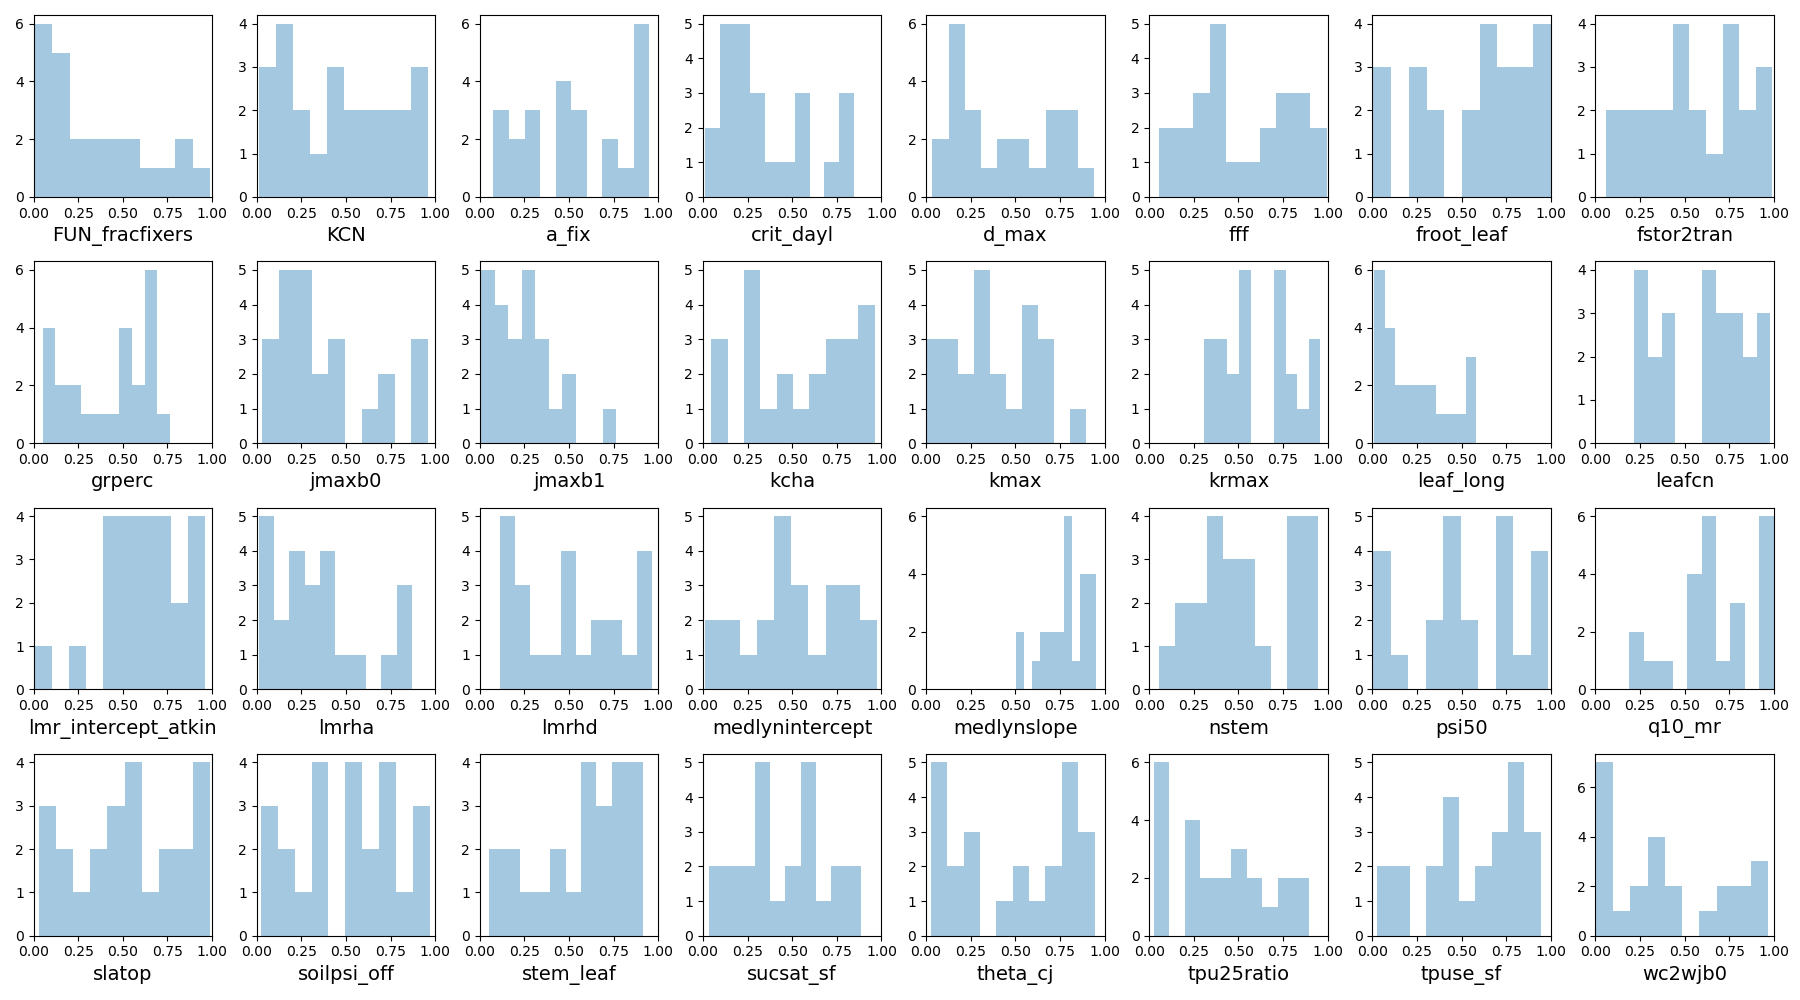 FUN_fracfixers
KCN
a_fix
crit_dayl
d_max
fff
froot_leaf
fstor2tran
grperc
jmaxb0
jmaxb1
kcha
kmax
krmax
leaf_long
leafcn
lmr_intercept_atkin
lmrha
lmrhd
medlynintercept
medlynslope
nstem
psi50
q10_mr
slatop
soilpsi_off
stem_leaf
sucsat_sf
theta_cj
tpu25ratio
tpuse_sf
wc2wjb0